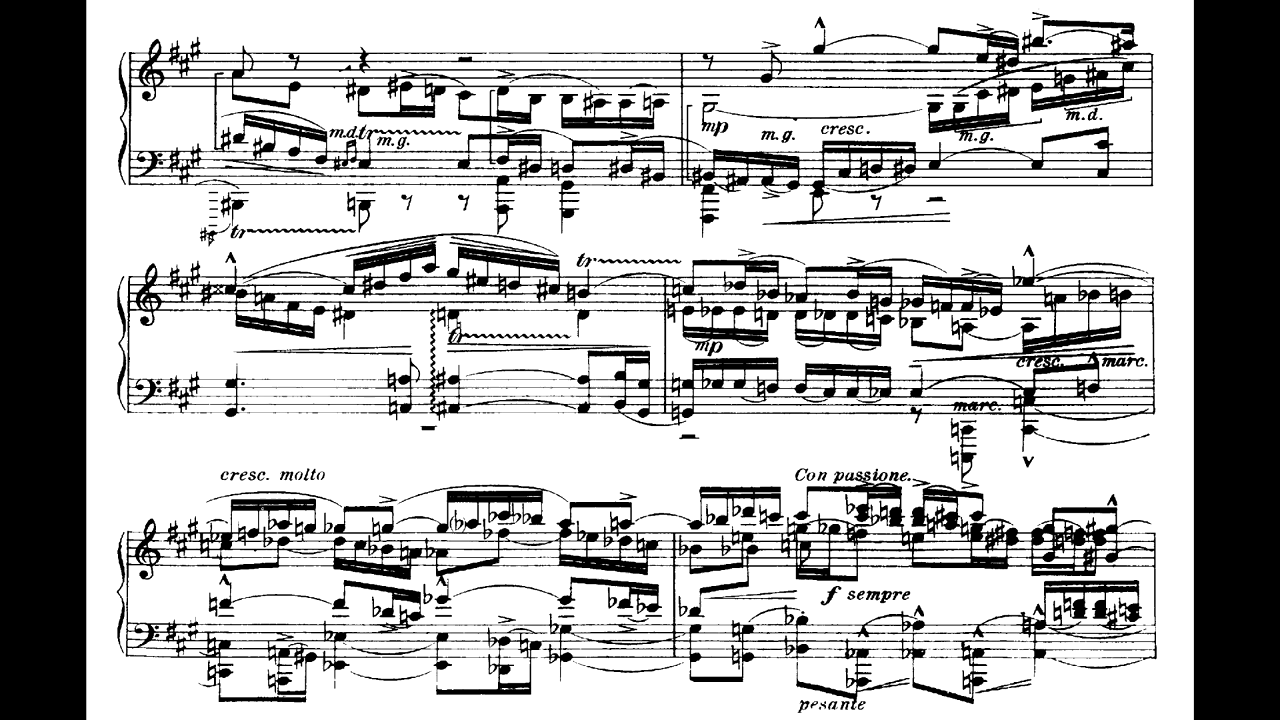 m.d. tr
m.g.
mp
m.g.
cresc.
m.g.
m.d.
tr
tr
tr
mp
cresc.
marc.
marc.
cresc. molto
Con passione.
f sempre
pesante